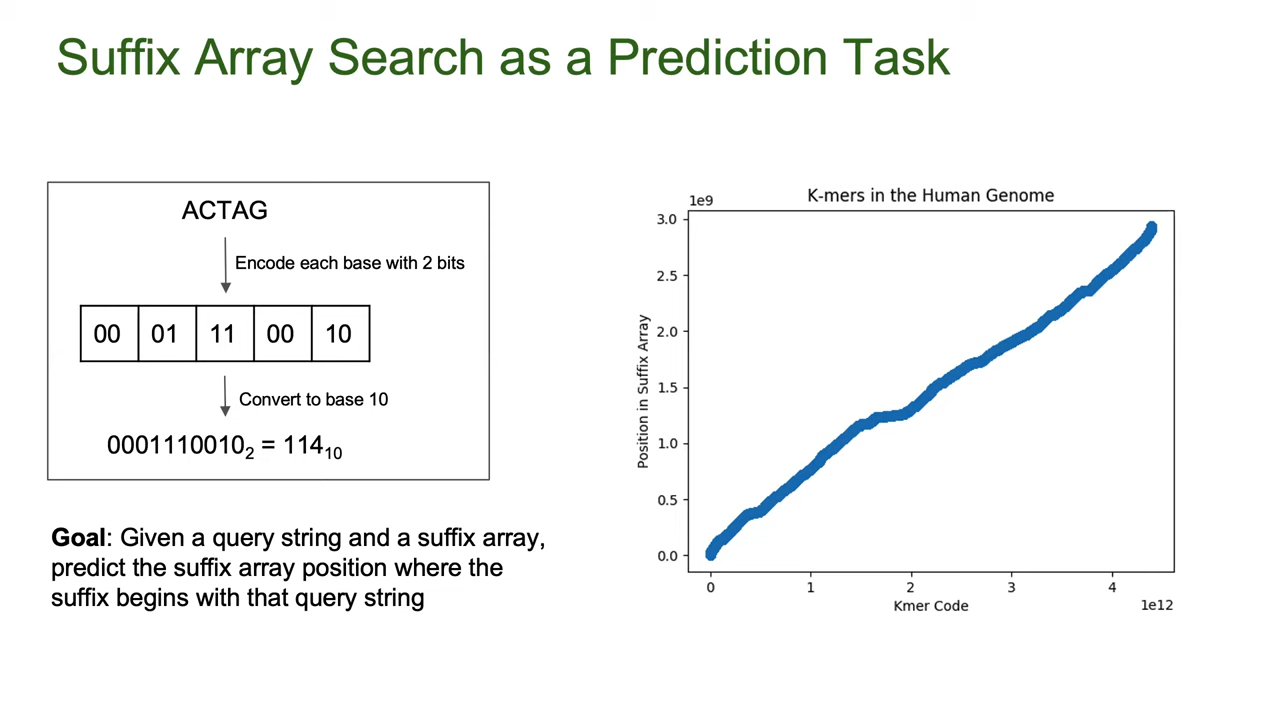 Suffix Array Search as a Prediction Task
ACTAG
Encode each base with 2 bits
00 01 11 00 10
Convert to base 10
0001110010₂ = 114₁₀
Goal: Given a query string and a suffix array,
predict the suffix array position where the
suffix begins with that query string
K-mers in the Human Genome
1e9
3.0
2.5
2.0
1.5
1.0
0.5
0.0
Position in Suffix Array
0 1 2 3 4
Kmer Code
1e12